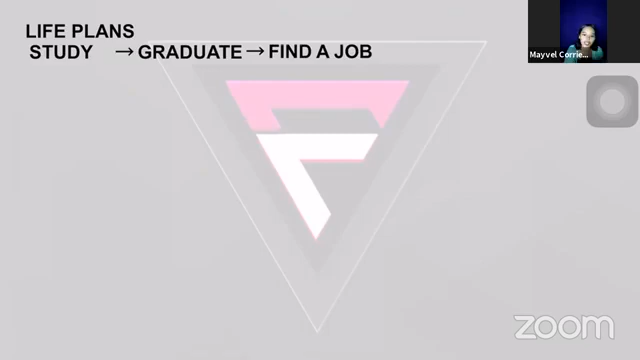 LIFE PLANS
STUDY → GRADUATE → FIND A JOB
Mayvel Corrie...
zoom